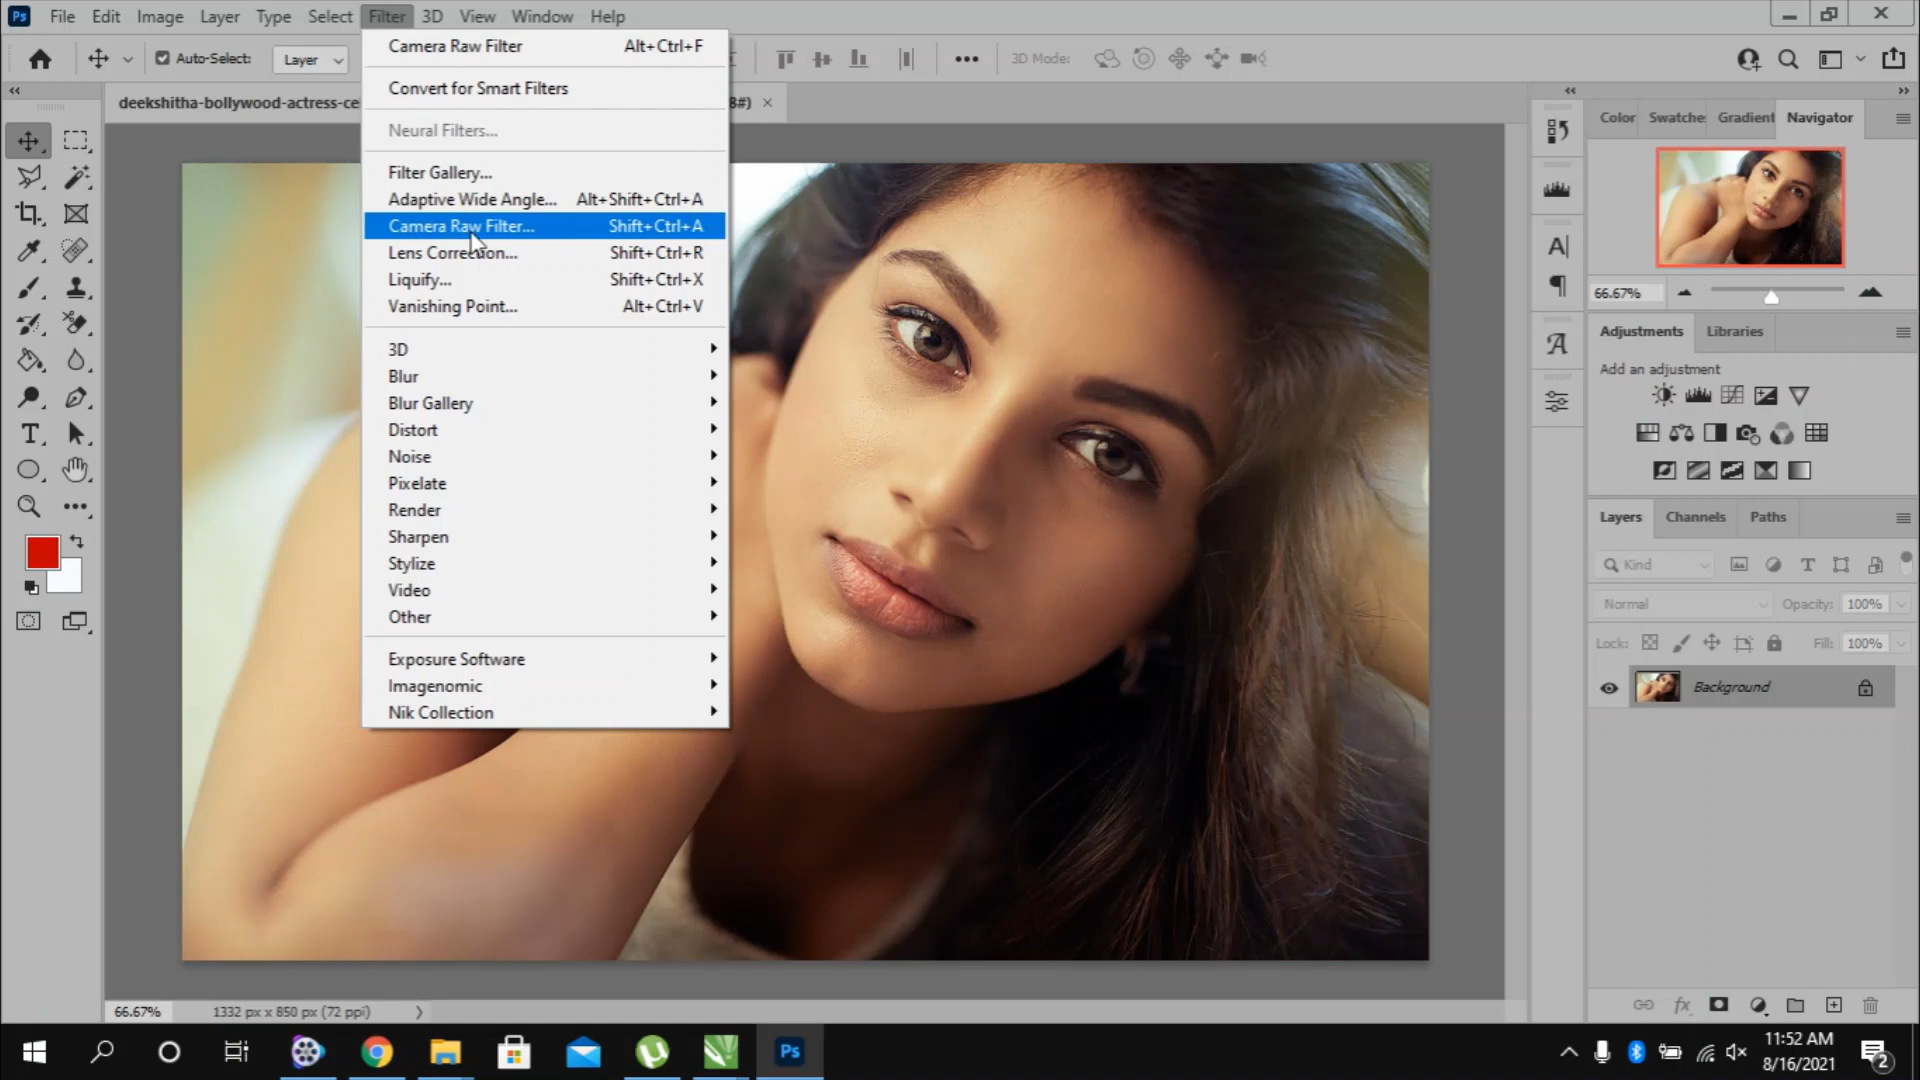 Ps File Edit Image Layer Type Select Filter 3D View Window Help
Auto-Select: Layer 3D Mode:
deekshitha-bollywood-actress-ce 8#) ×
Camera Raw Filter Alt+Ctrl+F
Convert for Smart Filters
Neural Filters...
Filter Gallery...
Adaptive Wide Angle... Alt+Shift+Ctrl+A
Camera Raw Filter... Shift+Ctrl+A
Lens Correction... Shift+Ctrl+R
Liquify... Shift+Ctrl+X
Vanishing Point... Alt+Ctrl+V
3D
Blur
Blur Gallery
Distort
Noise
Pixelate
Render
Sharpen
Stylize
Video
Other
Exposure Software
Imagenomic
Nik Collection
Color Swatche Gradient Navigator
66.67%
Adjustments Libraries
Add an adjustment
Layers Channels Paths
Kind
Normal Opacity: 100%
Lock: Fill: 100%
Background
fx
66.67% 1332 px x 850 px (72 ppi)
Ps
11:52 AM
8/16/2021
2